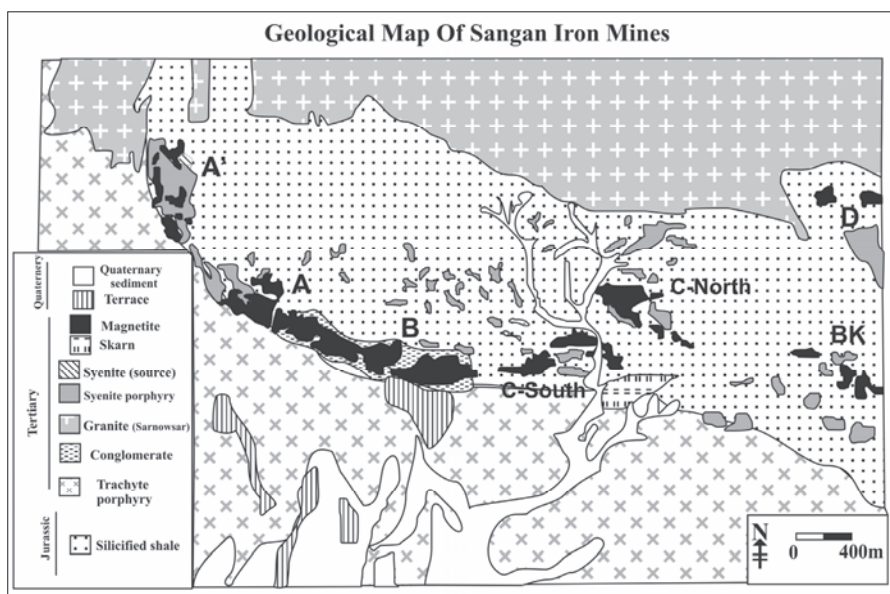 Geological Map Of Sangan Iron Mines
A'
D
A
C-North
B
BK
C-South
Quaternery
Quaternary
sediment
Terrace
Tertiary
Magnetite
Skarn
Syenite (source)
Syenite porphyry
Granite (Sarnowsar)
Conglomerate
Trachyte
porphyry
Jurassic
Silicified shale
N
0 400m